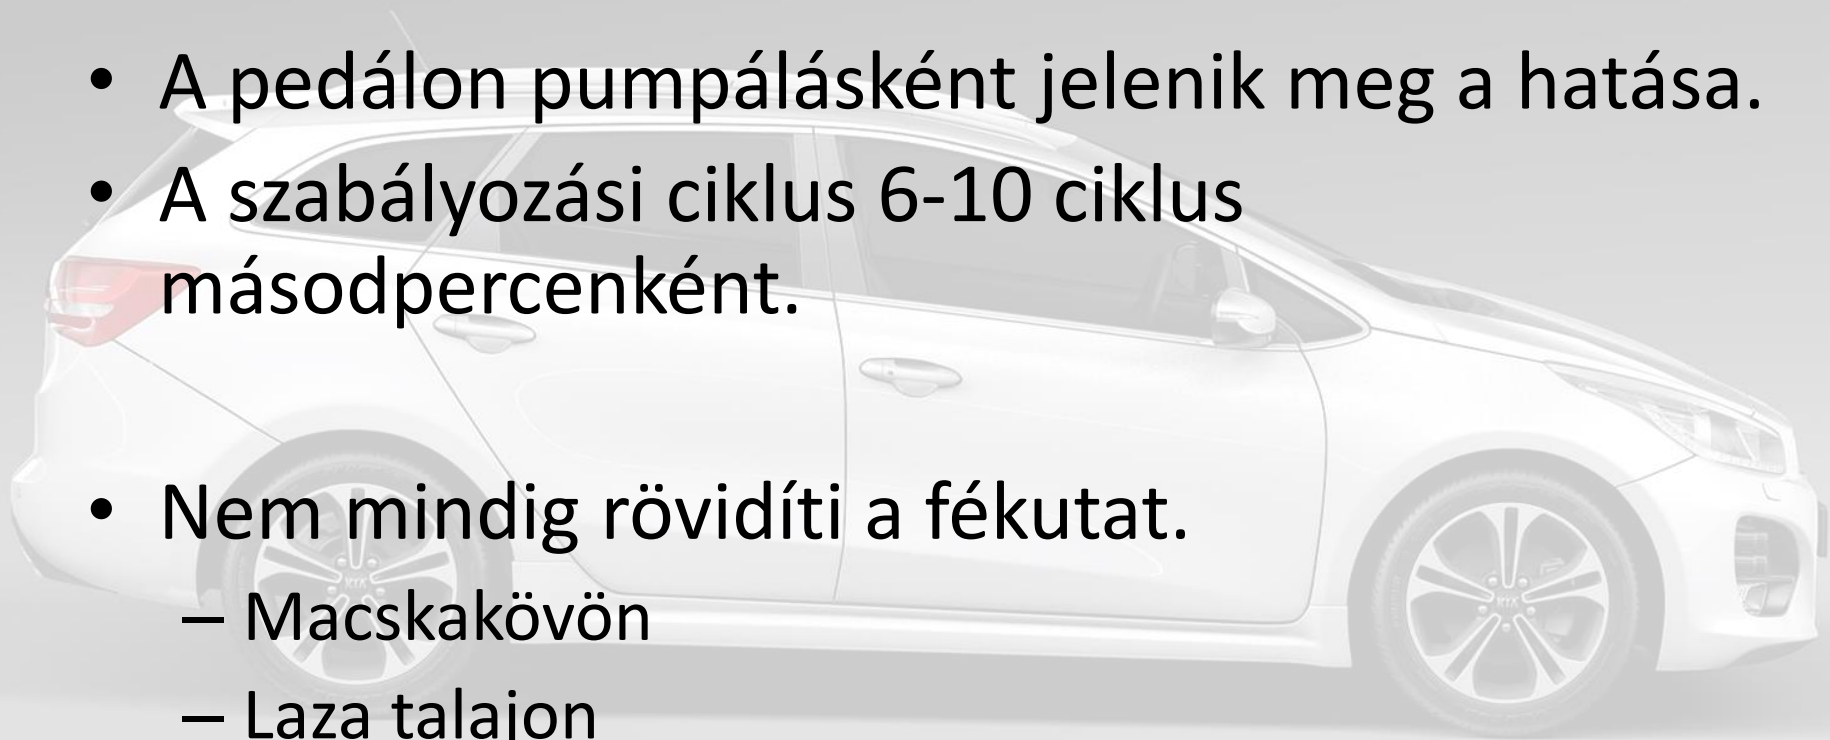 • A pedálon pumpálásként jelenik meg a hatása.
• A szabályozási ciklus 6-10 ciklus
másodpercenként.
• Nem mindig rövidíti a fékutat.
– Macskakövön
– Laza talajon